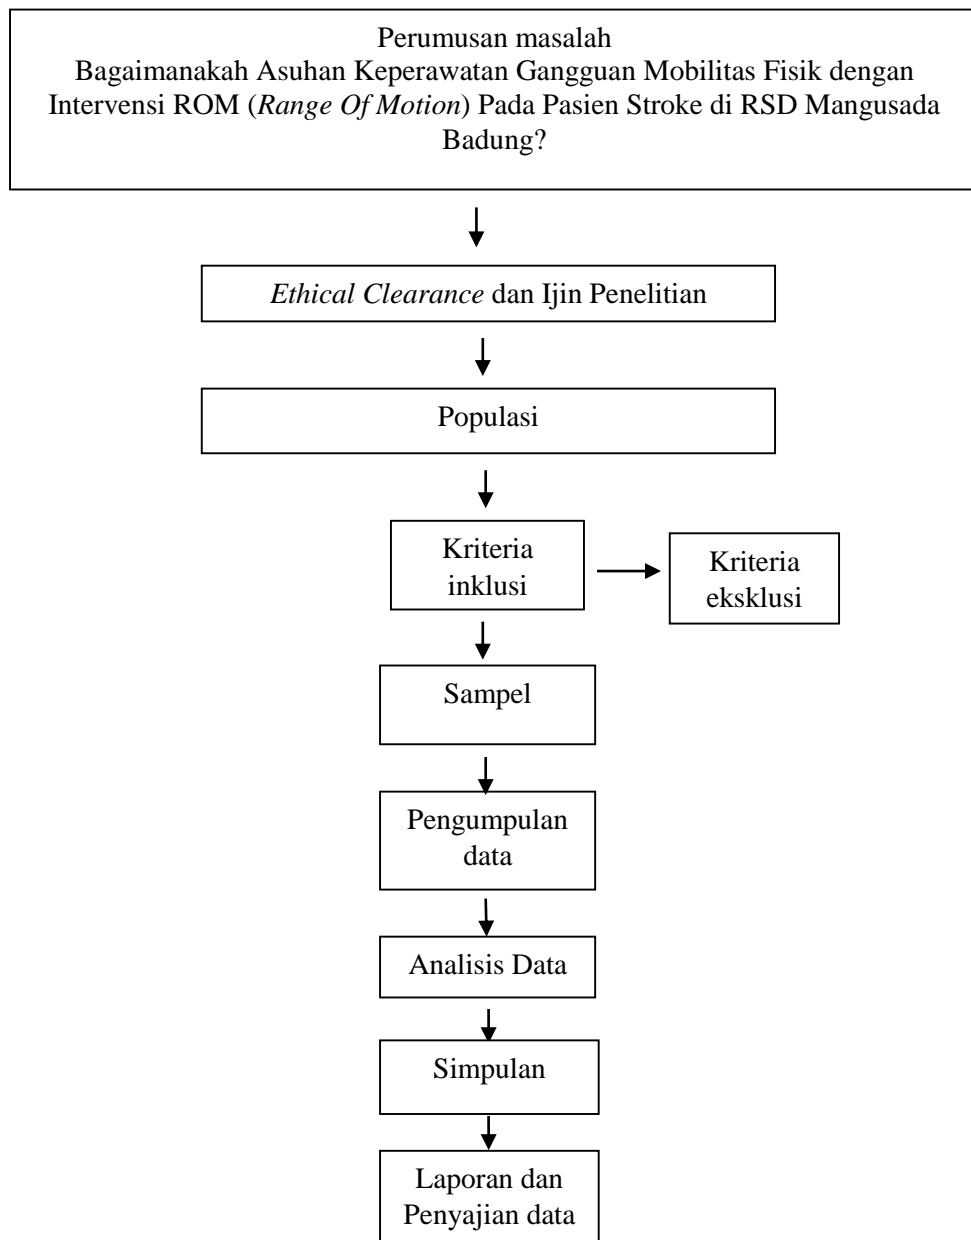 Perumusan masalah
Bagaimanakah Asuhan Keperawatan Gangguan Mobilitas Fisik dengan
Intervensi ROM (Range Of Motion) Pada Pasien Stroke di RSD Mangusada
Badung?
Ethical Clearance dan Ijin Penelitian
Populasi
Kriteria
inklusi
Kriteria
eksklusi
Sampel
Pengumpulan
data
Analisis Data
Simpulan
Laporan dan
Penyajian data